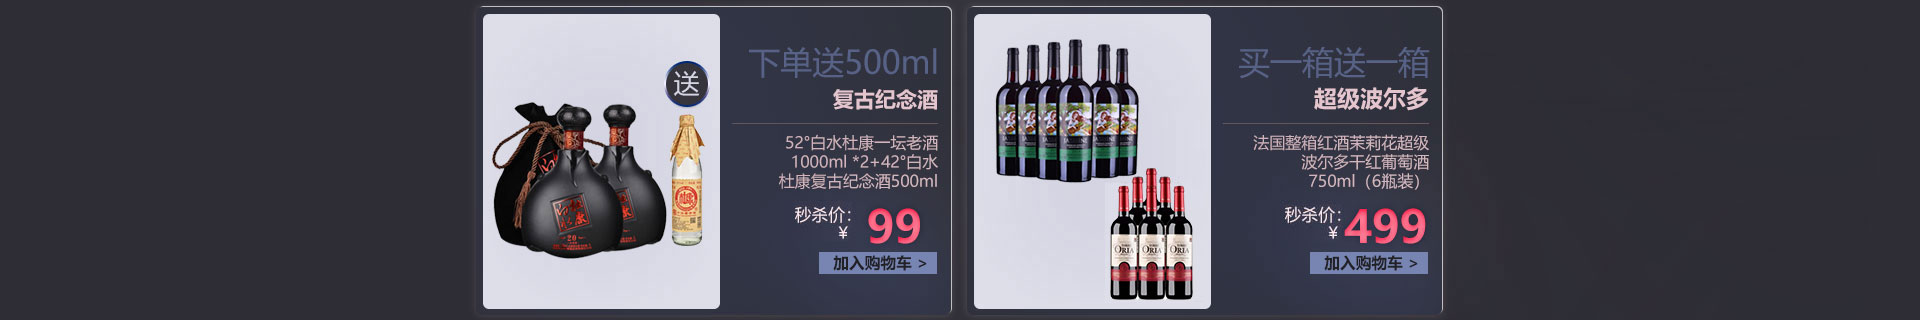 送
下单送500ml
复古纪念酒
52°白水杜康一坛老酒
1000ml *2+42°白水
杜康复古纪念酒500ml
秒杀价:
¥ 99
加入购物车 >
买一箱送一箱
超级波尔多
法国整箱红酒茉莉花超级
波尔多干红葡萄酒
750ml（6瓶装）
秒杀价:
¥ 499
加入购物车 >
ORIA
ORIA
ORIA